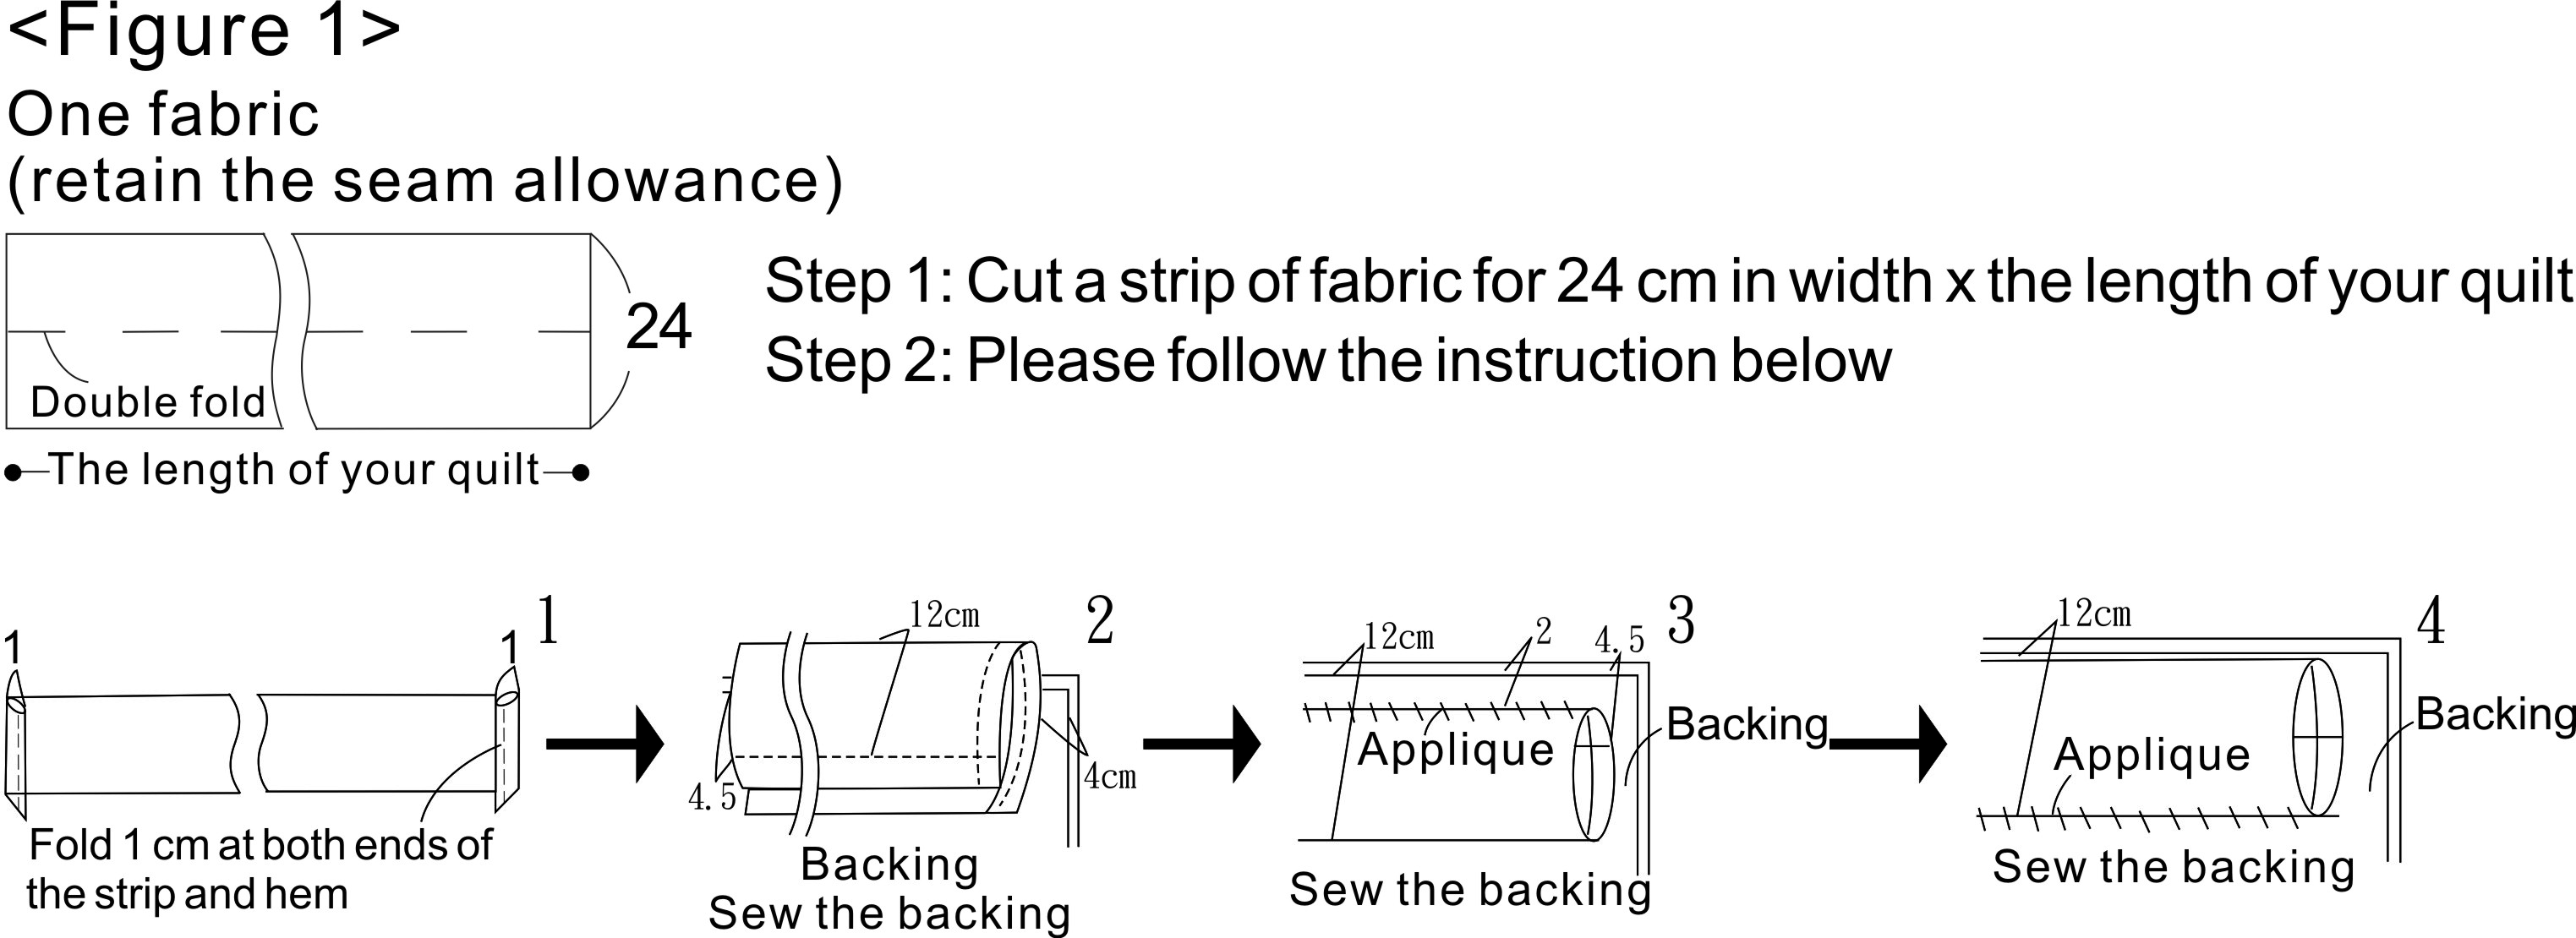 <Figure 1>
One fabric
(retain the seam allowance)
24
Double fold
The length of your quilt
Step 1: Cut a strip of fabric for 24 cm in width x the length of your quilt
Step 2: Please follow the instruction below
1
1
1
Fold 1 cm at both ends of
the strip and hem
2
12cm
4.5
4cm
Backing
Sew the backing
3
12cm
2
4.5
Applique
Backing
Sew the backing
4
12cm
Applique
Backing
Sew the backing